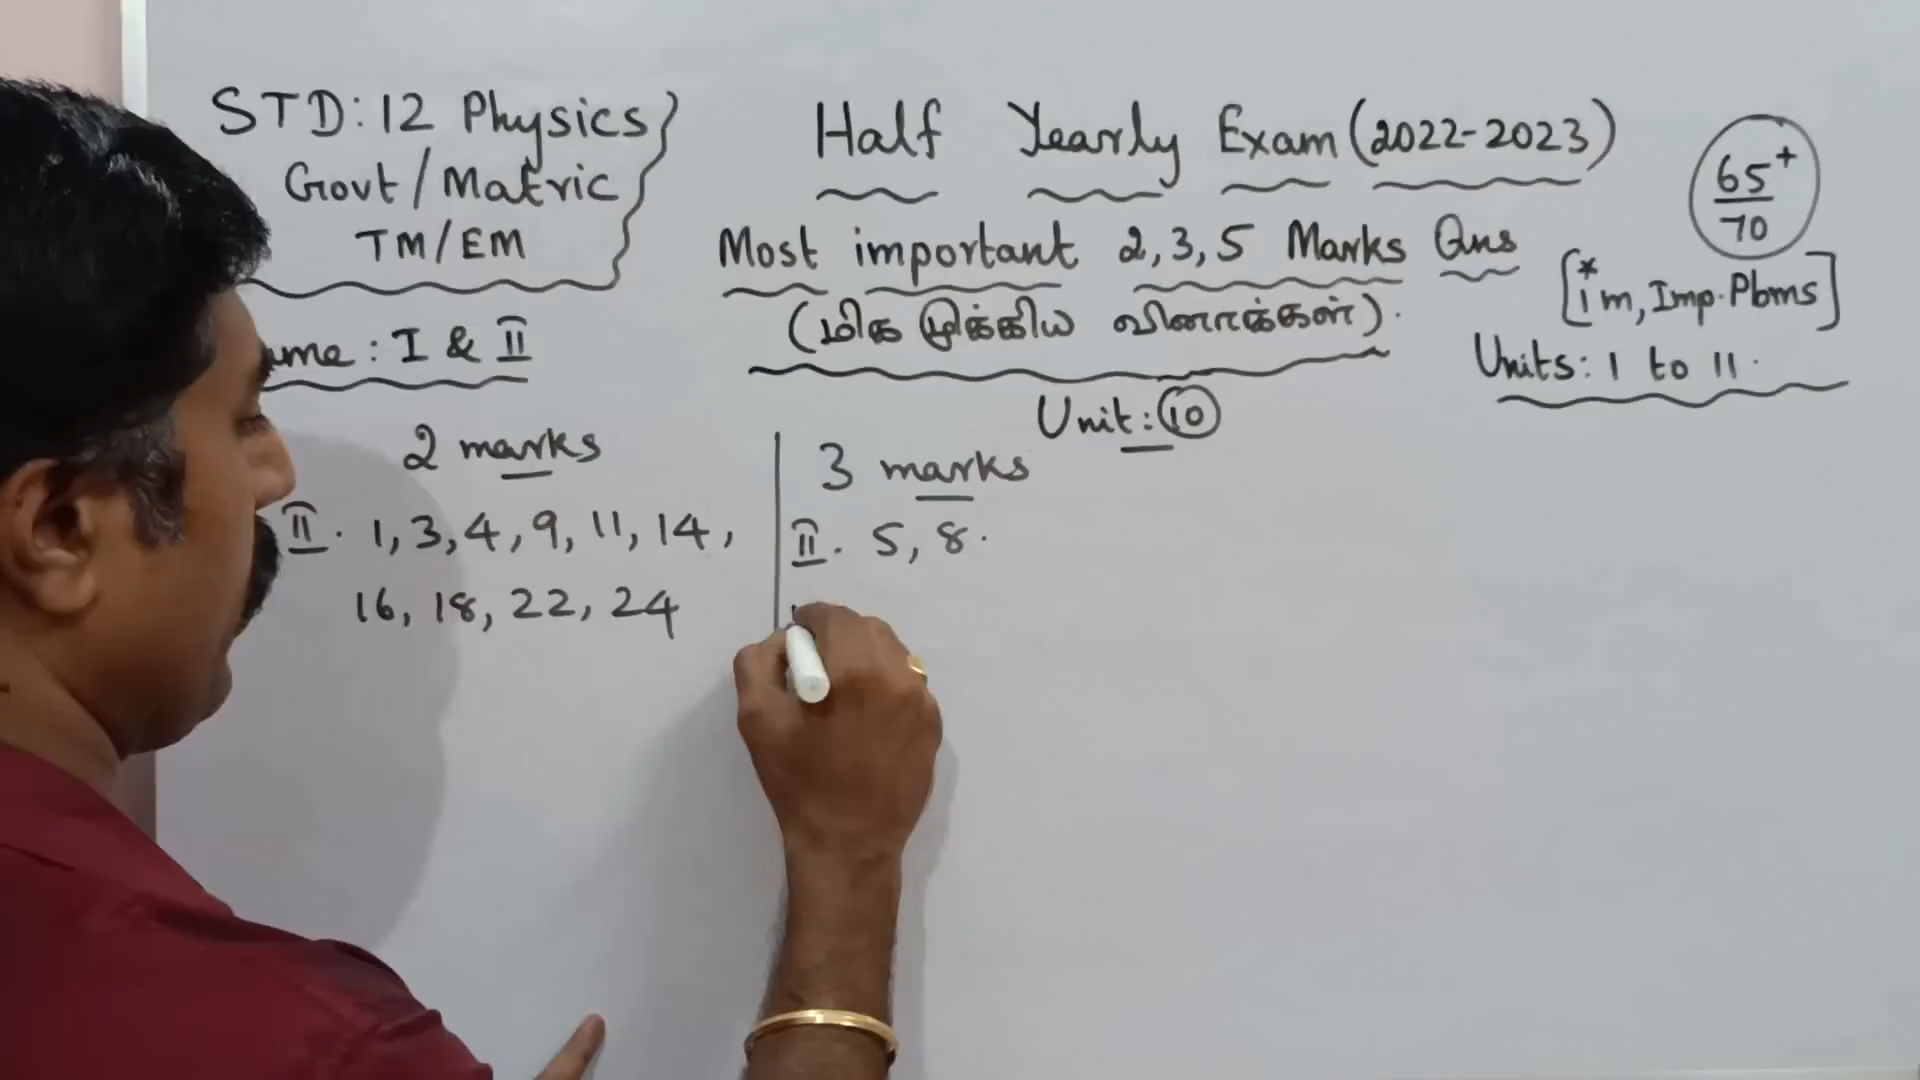 STD: 12 Physics
Govt/Matric
TM/EM
ume: I & II
Half Yearly Exam (2022-2023)
Most important 2,3,5 Marks Qns
(மிக முக்கிய வினாக்கள்).
65+
70
[*1m, Imp. Pbms]
Units: 1 to 11.
Unit: 10
2 marks
II. 1, 3, 4, 9, 11, 14,
16, 18, 22, 24
3 marks
II. 5, 8.